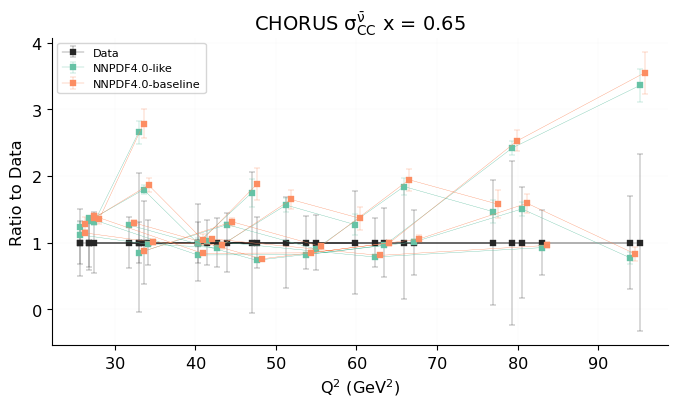 CHORUS σ^ν̄_CC x = 0.65
Data
NNPDF4.0-like
NNPDF4.0-baseline
Ratio to Data
4
3
2
1
0
30 40 50 60 70 80 90
Q² (GeV²)